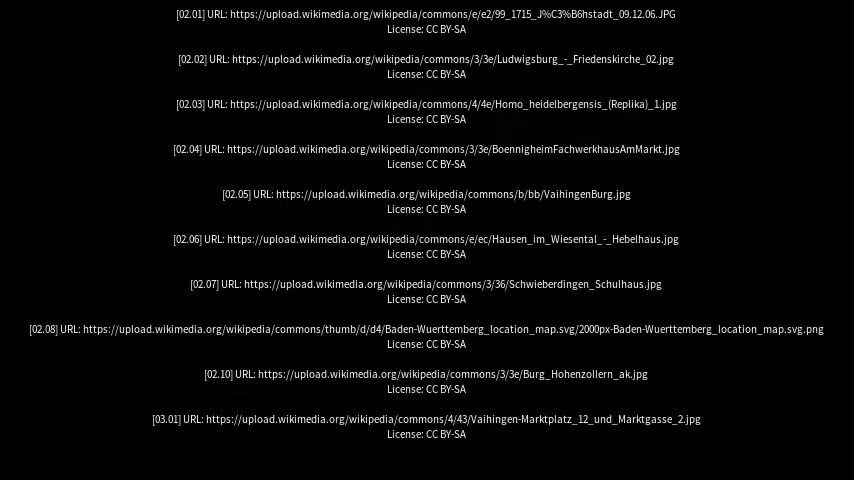 [02.01] URL: https://upload.wikimedia.org/wikipedia/commons/e/e2/99_1715_J%C3%B6hstadt_09.12.06.JPG
License: CC BY-SA
[02.02] URL: https://upload.wikimedia.org/wikipedia/commons/3/3e/Ludwigsburg_-_Friedenskirche_02.jpg
License: CC BY-SA
[02.03] URL: https://upload.wikimedia.org/wikipedia/commons/4/4e/Homo_heidelbergensis_(Replika)_1.jpg
License: CC BY-SA
[02.04] URL: https://upload.wikimedia.org/wikipedia/commons/3/3e/BoennigheimFachwerkhausAmMarkt.jpg
License: CC BY-SA
[02.05] URL: https://upload.wikimedia.org/wikipedia/commons/b/bb/VaihingenBurg.jpg
License: CC BY-SA
[02.06] URL: https://upload.wikimedia.org/wikipedia/commons/e/ec/Hausen_im_Wiesental_-_Hebelhaus.jpg
License: CC BY-SA
[02.07] URL: https://upload.wikimedia.org/wikipedia/commons/3/36/Schwieberdingen_Schulhaus.jpg
License: CC BY-SA
[02.08] URL: https://upload.wikimedia.org/wikipedia/commons/thumb/d/d4/Baden-Wuerttemberg_location_map.svg/2000px-Baden-Wuerttemberg_location_map.svg.png
License: CC BY-SA
[02.10] URL: https://upload.wikimedia.org/wikipedia/commons/3/3e/Burg_Hohenzollern_ak.jpg
License: CC BY-SA
[03.01] URL: https://upload.wikimedia.org/wikipedia/commons/4/43/Vaihingen-Marktplatz_12_und_Marktgasse_2.jpg
License: CC BY-SA